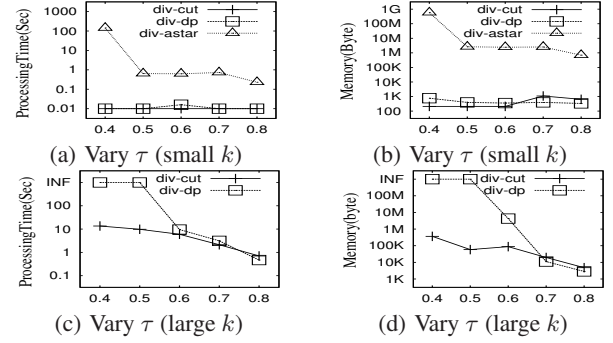 ProcessingTime(Sec)
1000
100
10
1
0.1
0.01
div-cut
div-dp
div-astar
0.4 0.5 0.6 0.7 0.8
(a) Vary τ (small k)
Memory(Byte)
1G
100M
10M
1M
100K
10K
1K
100
div-cut
div-dp
div-astar
0.4 0.5 0.6 0.7 0.8
(b) Vary τ (small k)
ProcessingTime(Sec)
INF
100
10
1
0.1
div-cut
div-dp
0.4 0.5 0.6 0.7 0.8
(c) Vary τ (large k)
Memory(byte)
INF
100M
10M
1M
100K
10K
1K
div-cut
div-dp
0.4 0.5 0.6 0.7 0.8
(d) Vary τ (large k)